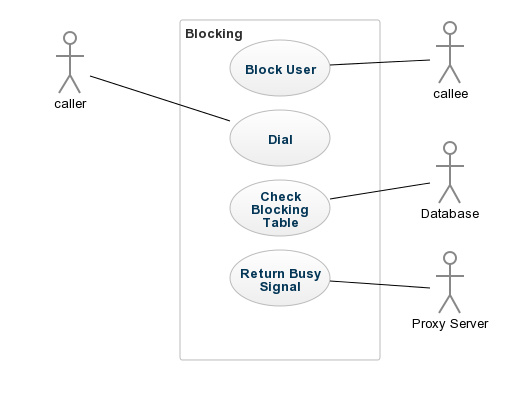 Blocking
Block User
caller
callee
Dial
Check
Blocking
Table
Database
Return Busy
Signal
Proxy Server